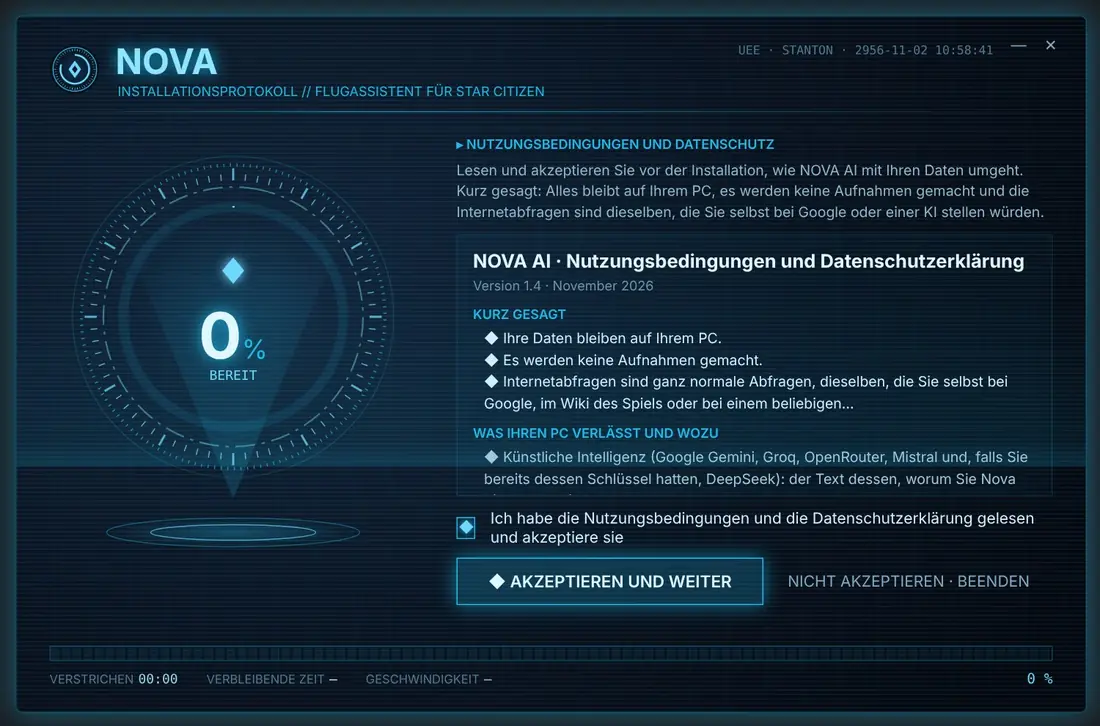 NOVA
INSTALLATIONSPROTOKOLL // FLUGASSISTENT FÜR STAR CITIZEN
UEE · STANTON · 2956-11-02 10:58:41
▸ NUTZUNGSBEDINGUNGEN UND DATENSCHUTZ
Lesen und akzeptieren Sie vor der Installation, wie NOVA AI mit Ihren Daten umgeht.
Kurz gesagt: Alles bleibt auf Ihrem PC, es werden keine Aufnahmen gemacht und die
Internetabfragen sind dieselben, die Sie selbst bei Google oder einer KI stellen würden.
NOVA AI · Nutzungsbedingungen und Datenschutzerklärung
Version 1.4 · November 2026
KURZ GESAGT
◆ Ihre Daten bleiben auf Ihrem PC.
◆ Es werden keine Aufnahmen gemacht.
◆ Internetabfragen sind ganz normale Abfragen, dieselben, die Sie selbst bei
Google, im Wiki des Spiels oder bei einem beliebigen...
WAS IHREN PC VERLÄSST UND WOZU
◆ Künstliche Intelligenz (Google Gemini, Groq, OpenRouter, Mistral und, falls Sie
bereits dessen Schlüssel hatten, DeepSeek): der Text dessen, worum Sie Nova
0%
BEREIT
Ich habe die Nutzungsbedingungen und die Datenschutzerklärung gelesen
und akzeptiere sie
◆ AKZEPTIEREN UND WEITER
NICHT AKZEPTIEREN · BEENDEN
VERSTRICHEN 00:00
VERBLEIBENDE ZEIT —
GESCHWINDIGKEIT —
0 %